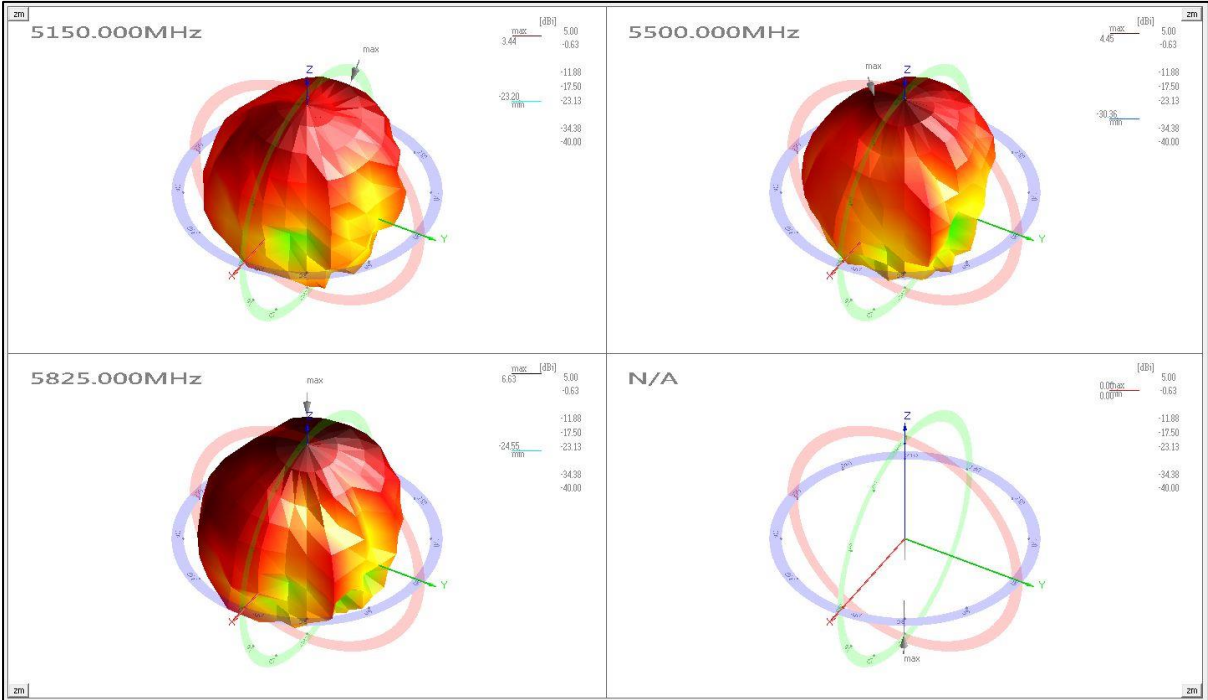 zm
5150.000MHz
[dBi]
max
3.44
5.00
-0.63
-11.88
-17.50
-23.13
-34.38
-40.00
-23.20
min
max
Z
X
Y
zm
5500.000MHz
[dBi]
max
4.45
5.00
-0.63
-11.88
-17.50
-23.13
-34.38
-40.00
-30.36
min
max
Z
X
Y
5825.000MHz
[dBi]
max
6.63
5.00
-0.63
-11.88
-17.50
-23.13
-34.38
-40.00
-24.55
min
max
Z
X
Y
zm
N/A
[dBi]
max
5.00
-0.63
-11.88
-17.50
-23.13
-34.38
-40.00
0.00
Z
X
Y
max
zm